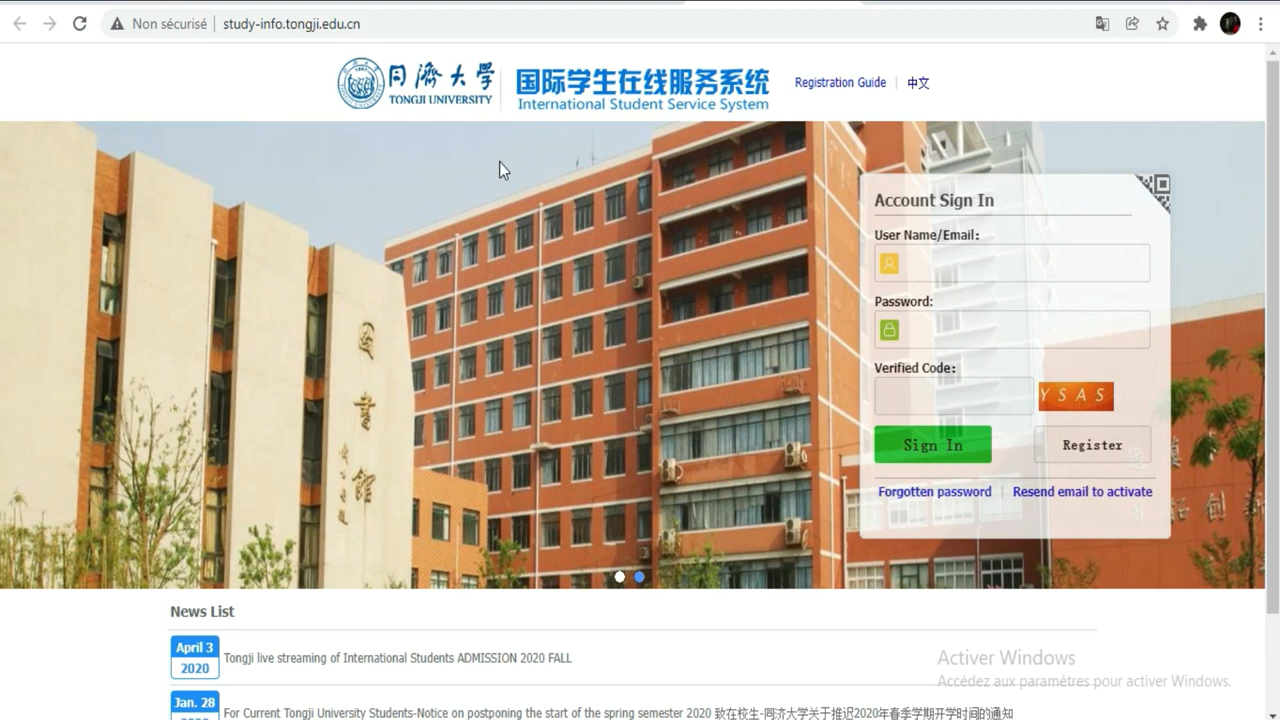 Non sécurisé study-info.tongji.edu.cn
同濟大学
TONGJI UNIVERSITY
国际学生在线服务系统
International Student Service System
Registration Guide
中文
图
書
館
Account Sign In
User Name/Email:
Password:
Verified Code:
YSAS
Sign In
Register
Forgotten password
Resend email to activate
News List
April 3
2020
Tongji live streaming of International Students ADMISSION 2020 FALL
Jan. 28
For Current Tongji University Students-Notice on postponing the start of the spring semester 2020 致在校生-同济大学关于推迟2020年春季学期开学时间的通知
Activer Windows
Accédez aux paramètres pour activer Windows.